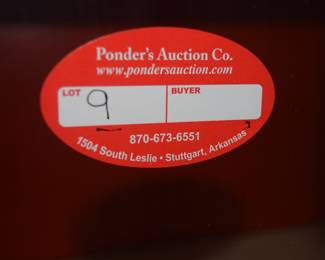 Ponder's Auction Co.
www.pondersauction.com
LOT BUYER
9
870-673-6551
1504 South Leslie • Stuttgart, Arkansas